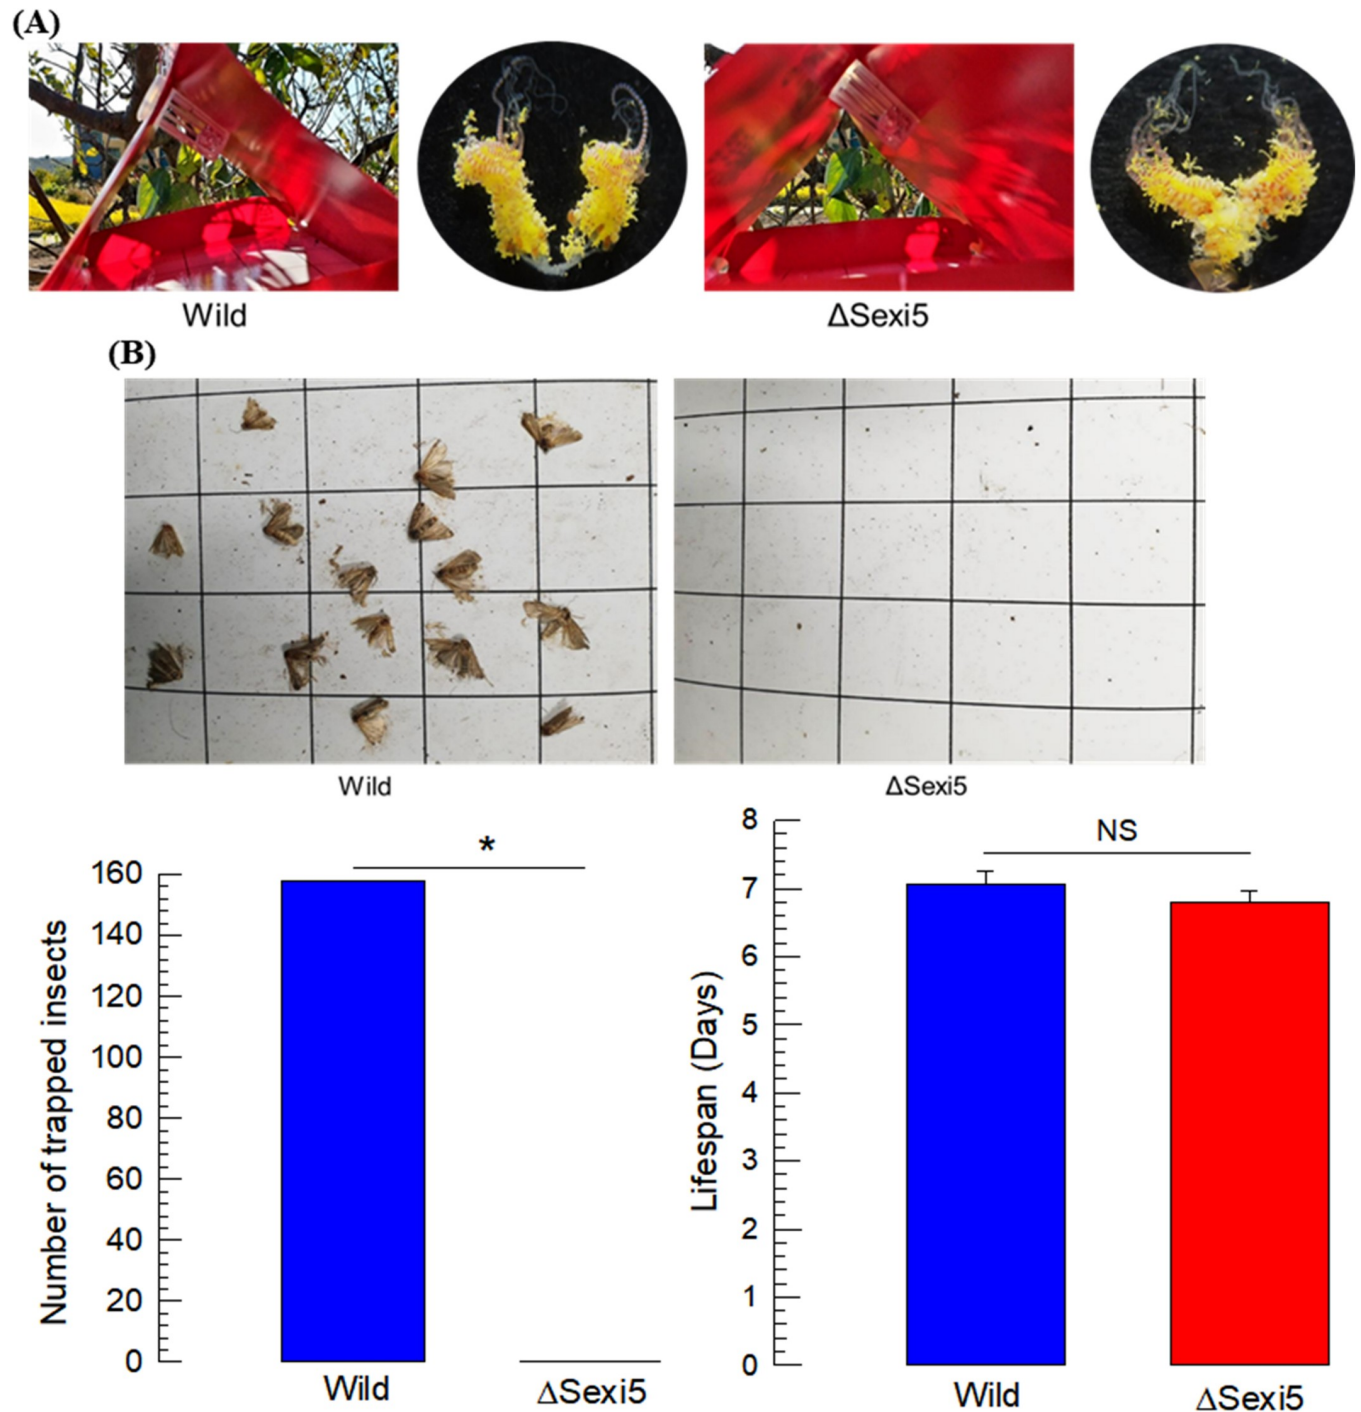 (A)
Wild
ΔSexi5
(B)
Wild
ΔSexi5
*
160
140
120
100
80
60
40
20
0
Number of trapped insects
Wild
ΔSexi5
NS
8
7
6
5
4
3
2
1
0
Lifespan (Days)
Wild
ΔSexi5